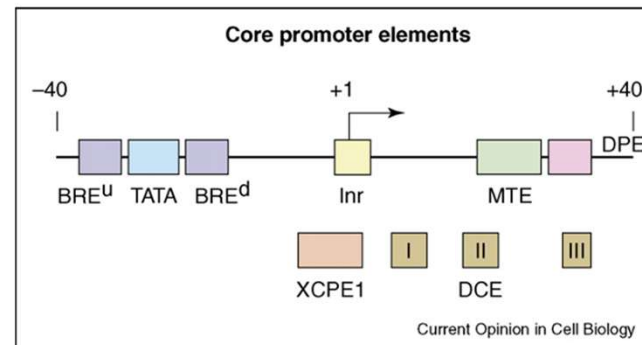 Core promoter elements
–40 +1 +40
DPE
BREᵘ TATA BREᵈ Inr MTE
I II III
XCPE1 DCE
Current Opinion in Cell Biology